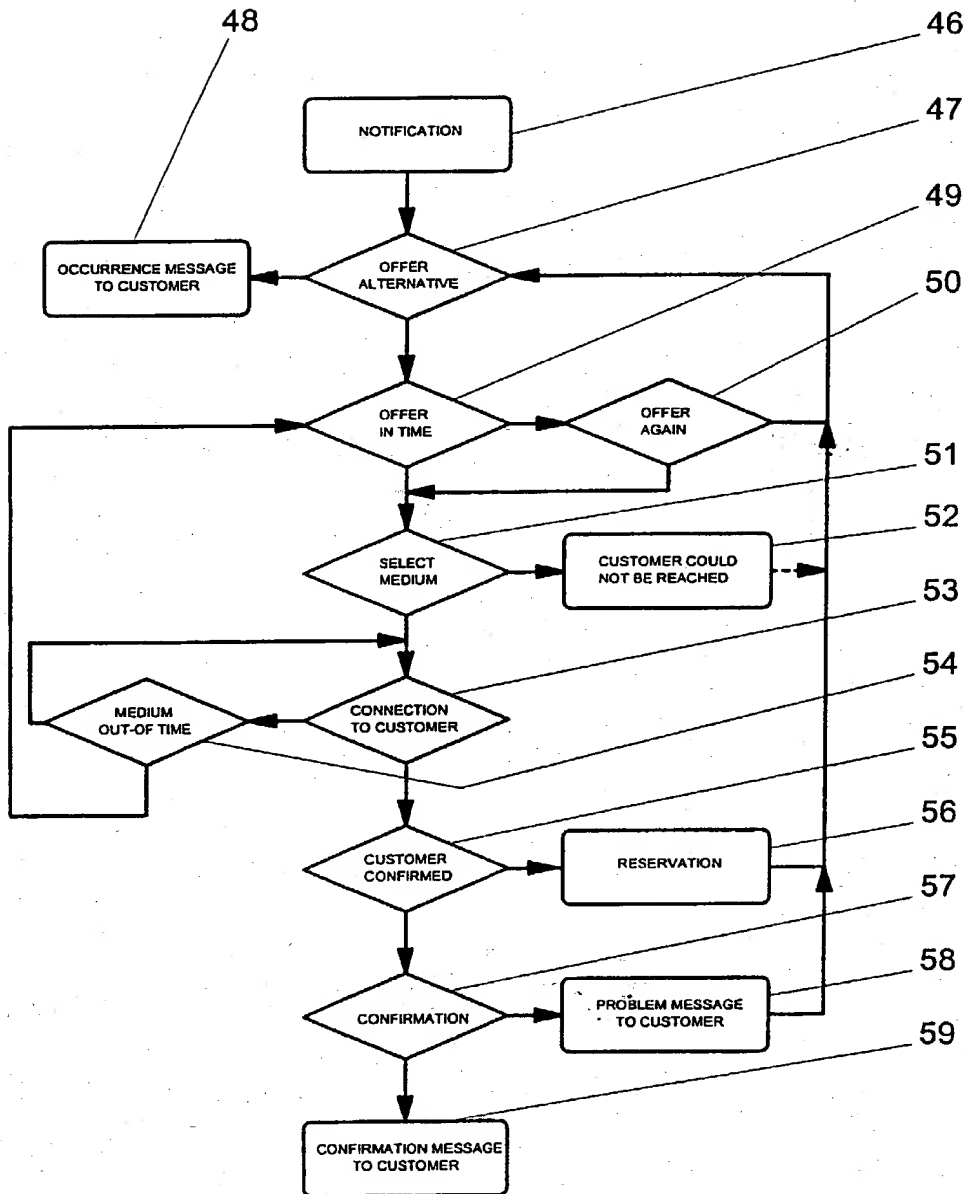 48
46
NOTIFICATION
47
49
OCCURRENCE MESSAGE
TO CUSTOMER
OFFER
ALTERNATIVE
50
OFFER
IN TIME
OFFER
AGAIN
51
52
SELECT
MEDIUM
CUSTOMER COULD
NOT BE REACHED
53
54
MEDIUM
OUT-OF TIME
CONNECTION
TO CUSTOMER
55
56
CUSTOMER
CONFIRMED
RESERVATION
57
58
CONFIRMATION
PROBLEM MESSAGE
TO CUSTOMER
59
CONFIRMATION MESSAGE
TO CUSTOMER